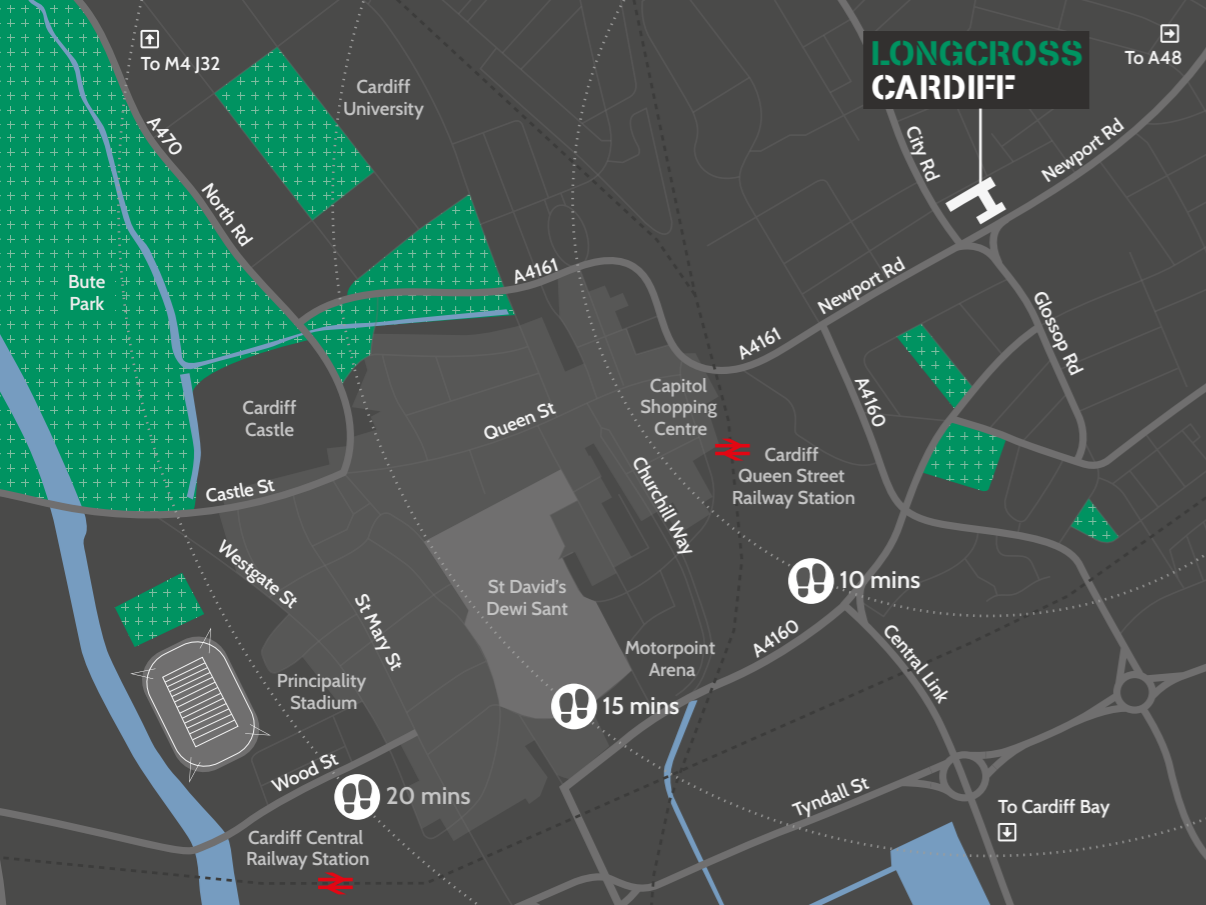 To M4 J32
Cardiff
University
LONGCROSS
CARDIFF
To A48
A470
North Rd
City Rd
Newport Rd
Bute
Park
A4161
Newport Rd
A4161
Glossop Rd
Cardiff
Castle
Queen St
Capitol
Shopping
Centre
A4160
Cardiff
Queen Street
Railway Station
Castle St
Churchill Way
Westgate St
St Mary St
St David's
Dewi Sant
10 mins
Motorpoint
Arena
A4160
Central Link
Principality
Stadium
15 mins
Wood St
20 mins
Tyndall St
To Cardiff Bay
Cardiff Central
Railway Station